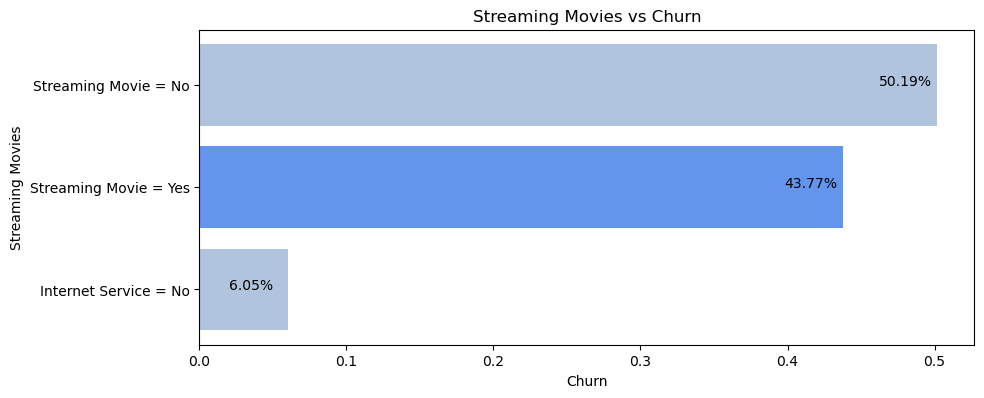 Streaming Movies vs Churn
Streaming Movie = No
50.19%
Streaming Movie = Yes
43.77%
Internet Service = No
6.05%
Streaming Movies
0.0
0.1
0.2
0.3
0.4
0.5
Churn